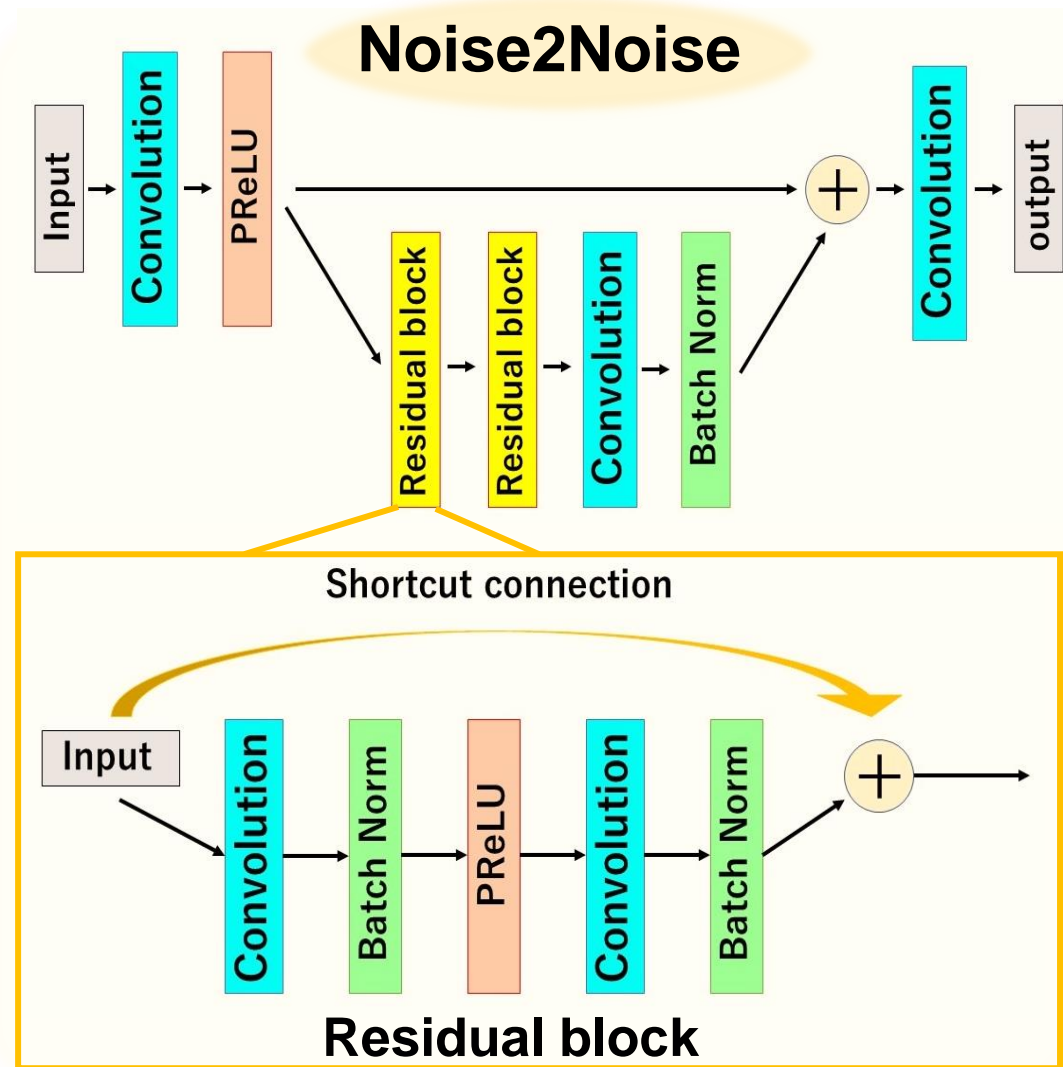 Noise2Noise
Input
Convolution
PReLU
+
Convolution
output
Residual block
Residual block
Convolution
Batch Norm
Shortcut connection
Input
Convolution
Batch Norm
PReLU
Convolution
Batch Norm
+
Residual block